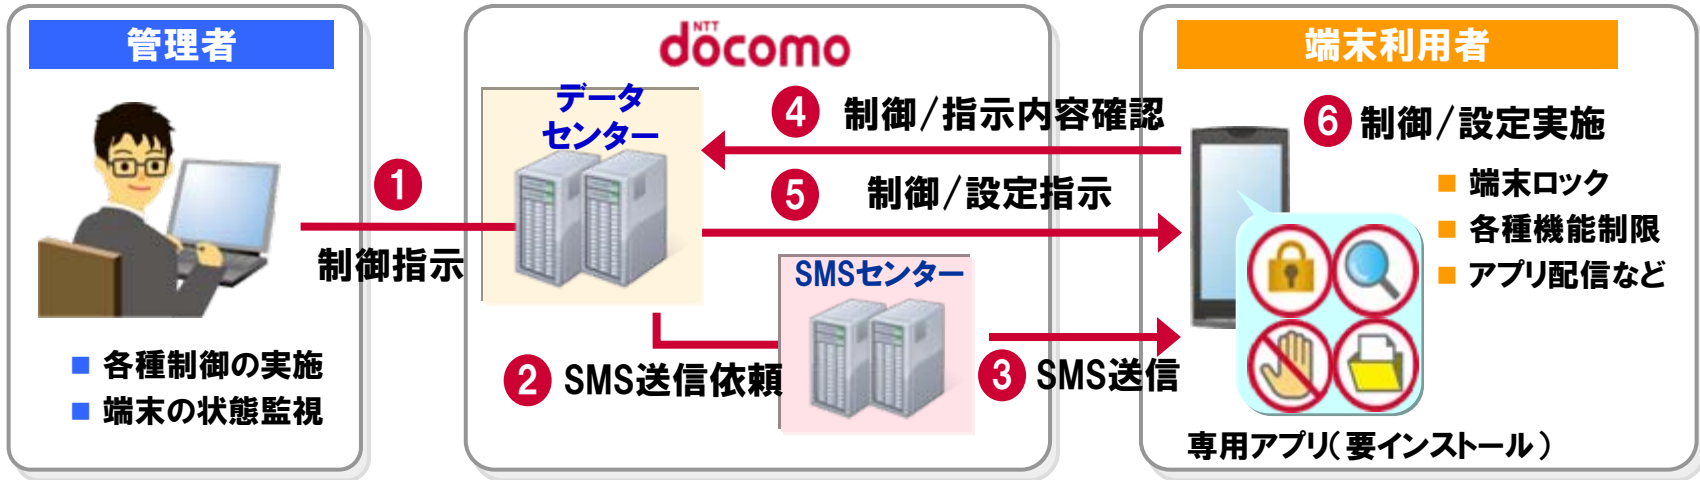 管理者
1
制御指示
■ 各種制御の実施
■ 端末の状態監視
NTT
döcomo
データ
センター
2 SMS送信依頼
SMSセンター
3 SMS送信
4 制御/指示内容確認
5 制御/設定指示
端末利用者
6 制御/設定実施
■ 端末ロック
■ 各種機能制限
■ アプリ配信など
専用アプリ(要インストール)